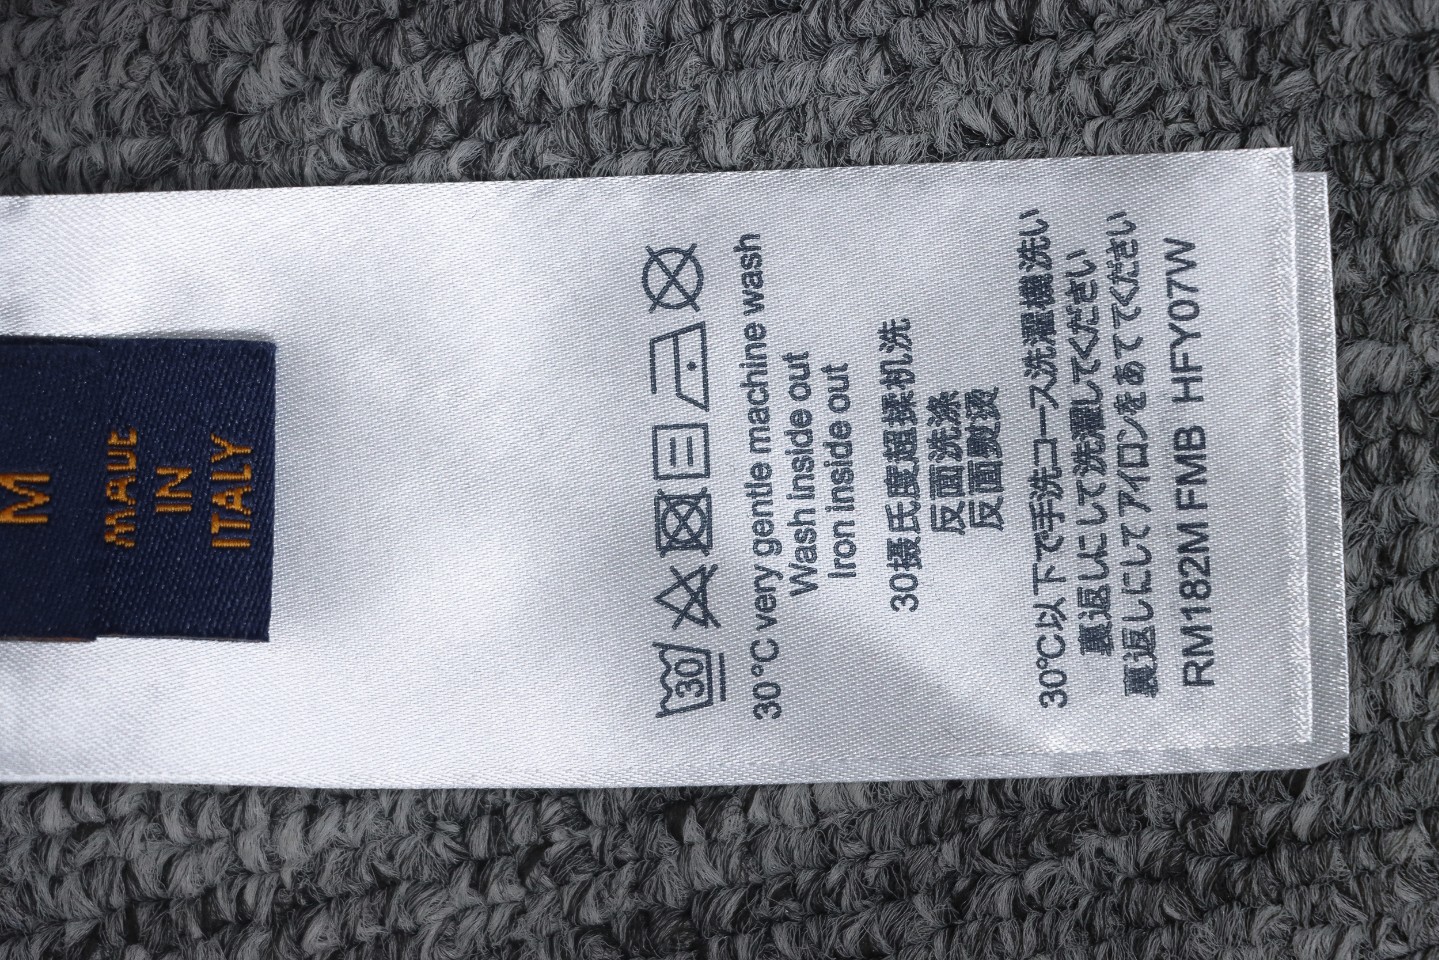 M
MADE
IN
ITALY
30
30°C very gentle machine wash
Wash inside out
Iron inside out
30摄氏度超揉机洗
反面洗涤
反面熨烫
30℃以下で手洗コース洗濯機洗い
裏返しにして洗濯してください
裏返しにしてアイロンをあててください
RM182M FMB HFY07W